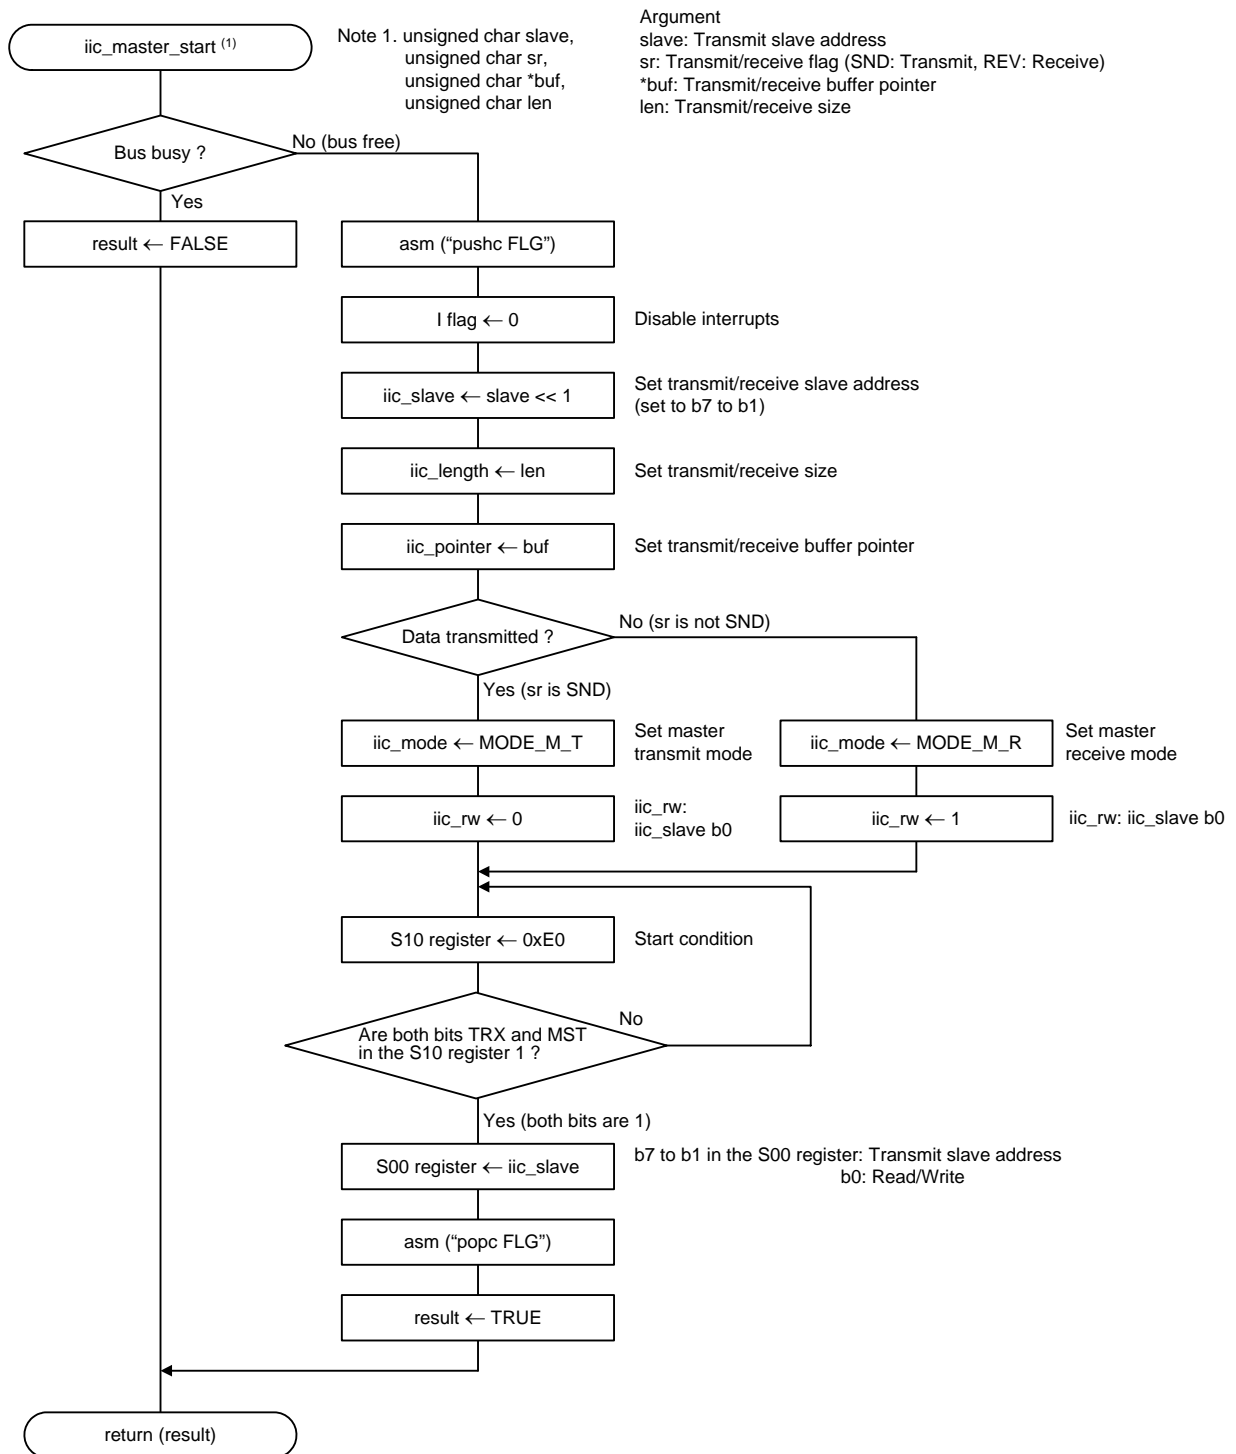 iic_master_start (1)
Note 1. unsigned char slave,
unsigned char sr,
unsigned char *buf,
unsigned char len
Argument
slave: Transmit slave address
sr: Transmit/receive flag (SND: Transmit, REV: Receive)
*buf: Transmit/receive buffer pointer
len: Transmit/receive size
Bus busy ?
No (bus free)
Yes
result ← FALSE
asm (“pushc FLG”)
I flag ← 0
Disable interrupts
iic_slave ← slave << 1
Set transmit/receive slave address
(set to b7 to b1)
iic_length ← len
Set transmit/receive size
iic_pointer ← buf
Set transmit/receive buffer pointer
Data transmitted ?
No (sr is not SND)
Yes (sr is SND)
iic_mode ← MODE_M_T
Set master
transmit mode
iic_mode ← MODE_M_R
Set master
receive mode
iic_rw ← 0
iic_rw:
iic_slave b0
iic_rw ← 1
iic_rw: iic_slave b0
S10 register ← 0xE0
Start condition
Are both bits TRX and MST
in the S10 register 1 ?
No
Yes (both bits are 1)
S00 register ← iic_slave
b7 to b1 in the S00 register: Transmit slave address
b0: Read/Write
asm (“popc FLG”)
result ← TRUE
return (result)